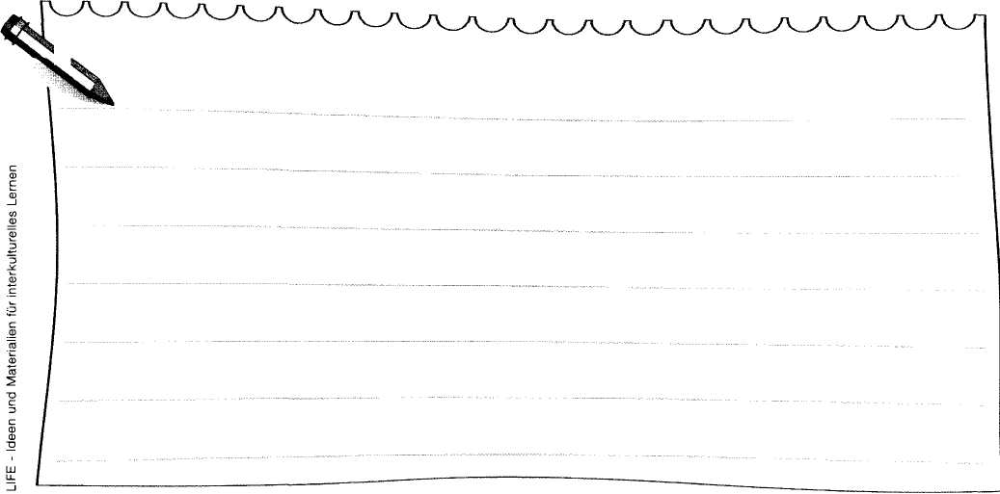 LIFE - Ideen und Materialien für interkulturelles Lernen